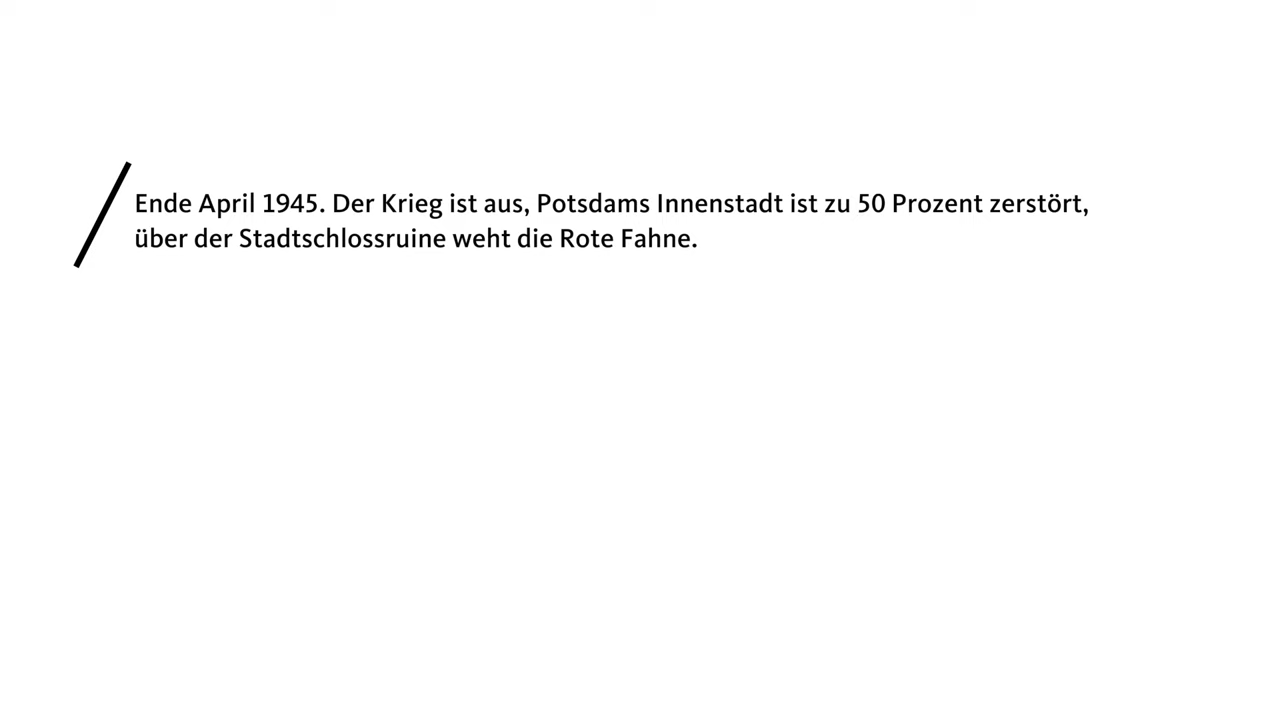 Ende April 1945. Der Krieg ist aus, Potsdams Innenstadt ist zu 50 Prozent zerstört,
über der Stadtschlossruine weht die Rote Fahne.